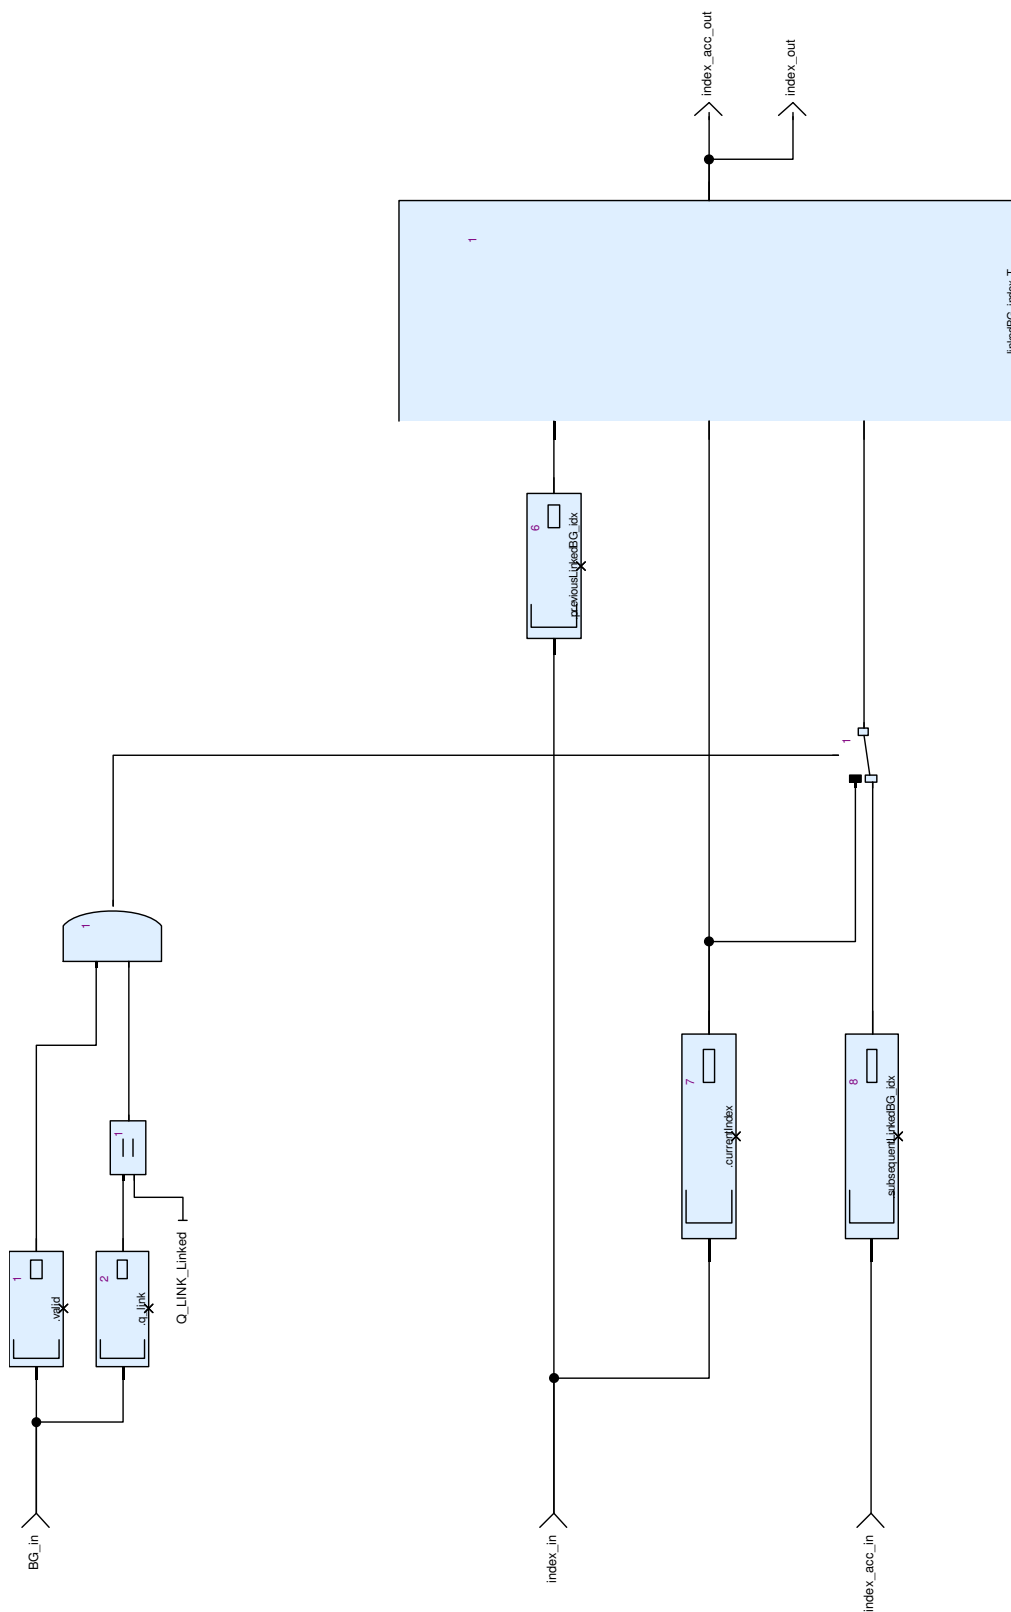 index_acc_out
index_out
1
6
previousLinkedBG_idx
1
1
7
.currentIndex
8
subsequentLinkedBG_idx
1
1
.valid
2
.q_link
Q_LINK_Linked
BG_in
index_in
index_acc_in